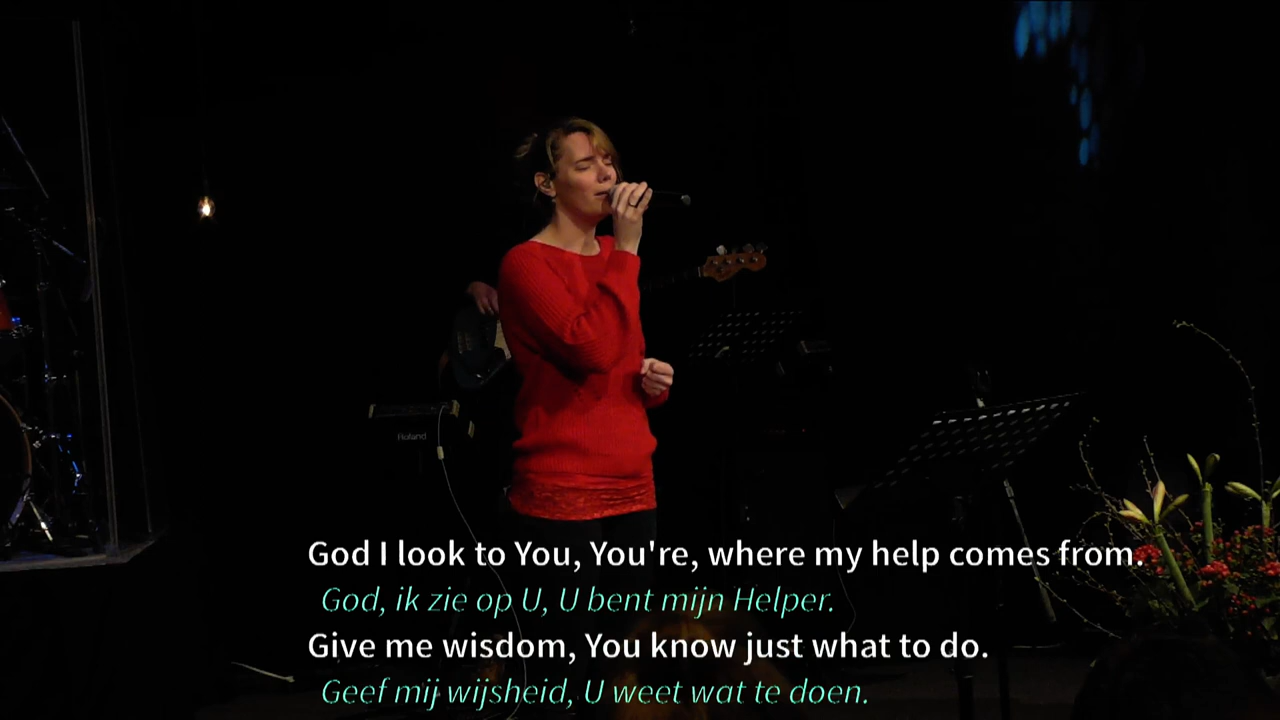 Roland
God I look to You, You're, where my help comes from.
God, ik zie op U, U bent mijn Helper.
Give me wisdom, You know just what to do.
Geef mij wijsheid, U weet wat te doen.